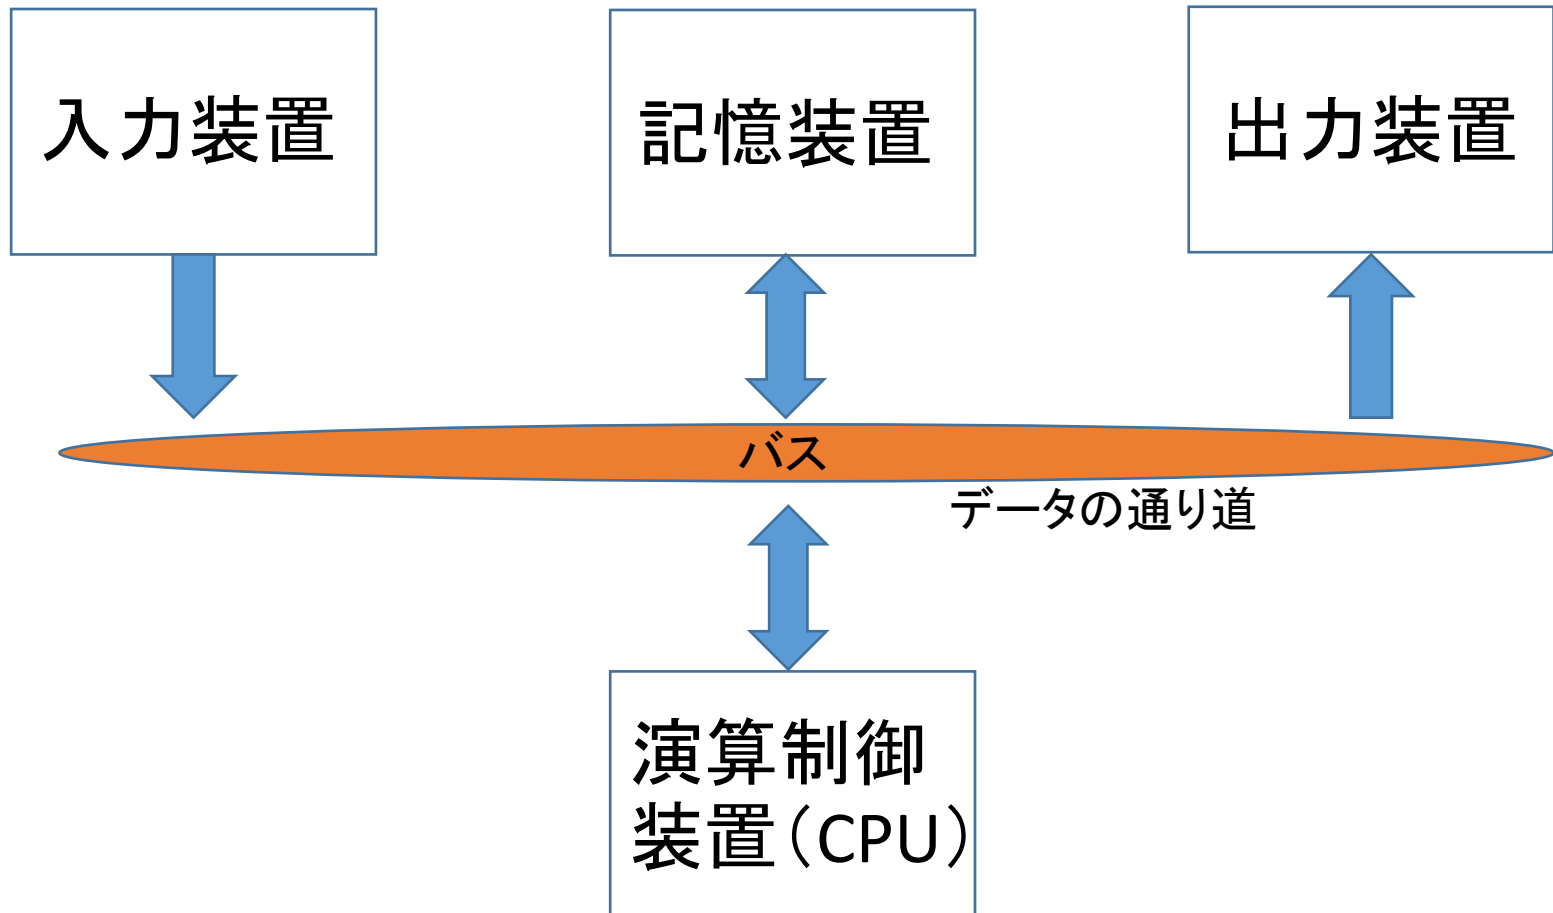 入力装置
記憶装置
出力装置
バス
データの通り道
演算制御
装置（CPU）